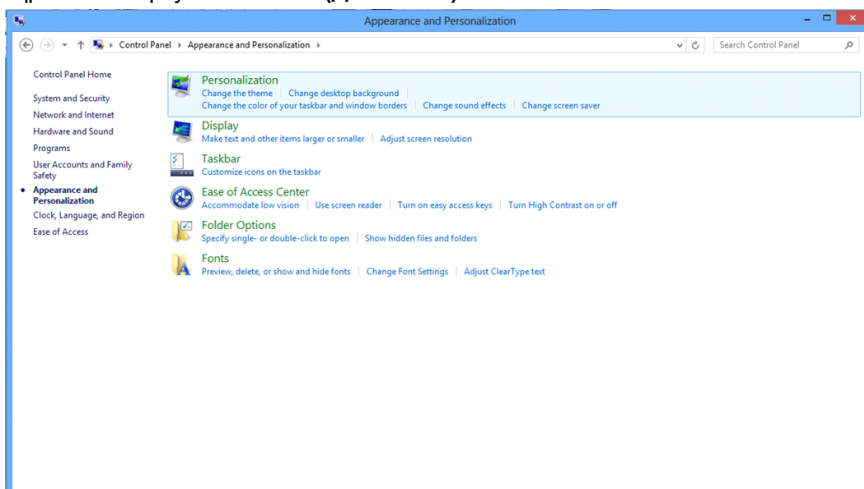 Appearance and Personalization
Control Panel ▸ Appearance and Personalization ▸
Search Control Panel
Control Panel Home
System and Security
Network and Internet
Hardware and Sound
Programs
User Accounts and Family
Safety
Appearance and
Personalization
Clock, Language, and Region
Ease of Access
Personalization
Change the theme | Change desktop background |
Change the color of your taskbar and window borders | Change sound effects | Change screen saver
Display
Make text and other items larger or smaller | Adjust screen resolution
Taskbar
Customize icons on the taskbar
Ease of Access Center
Accommodate low vision | Use screen reader | Turn on easy access keys | Turn High Contrast on or off
Folder Options
Specify single- or double-click to open | Show hidden files and folders
Fonts
Preview, delete, or show and hide fonts | Change Font Settings | Adjust ClearType text